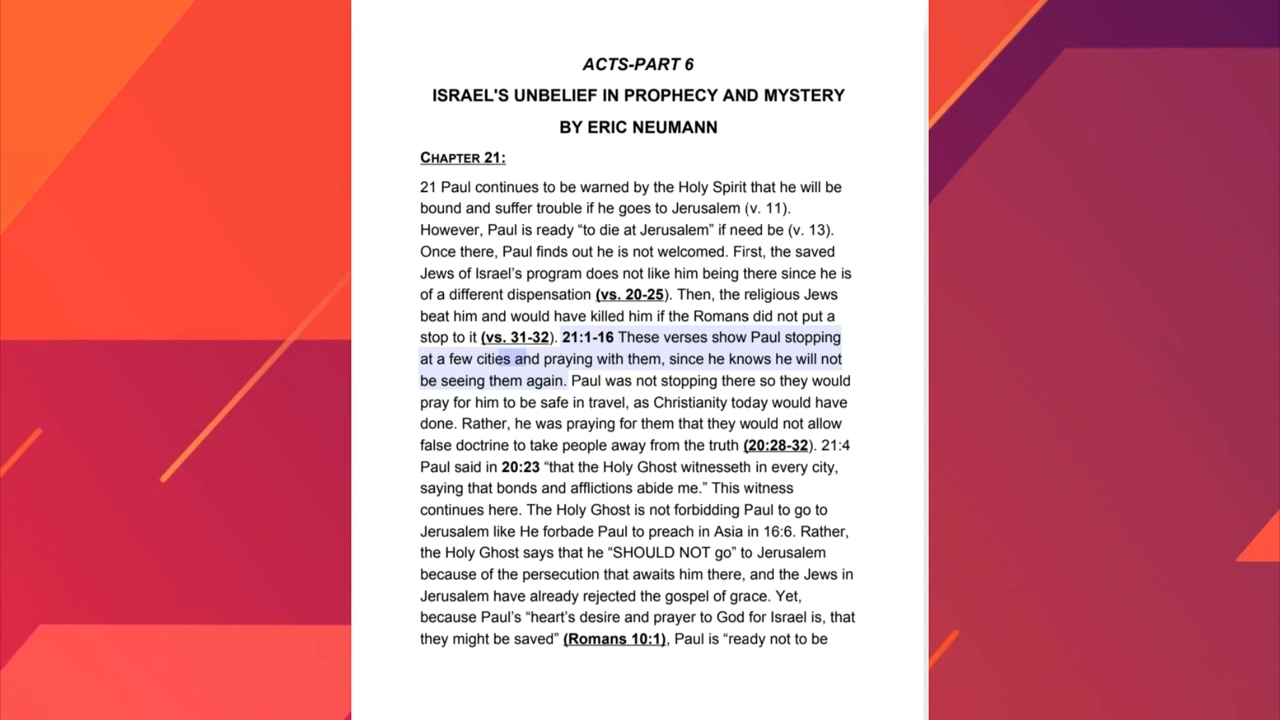 ACTS-PART 6
ISRAEL'S UNBELIEF IN PROPHECY AND MYSTERY
BY ERIC NEUMANN
CHAPTER 21:
21 Paul continues to be warned by the Holy Spirit that he will be
bound and suffer trouble if he goes to Jerusalem (v. 11).
However, Paul is ready “to die at Jerusalem” if need be (v. 13).
Once there, Paul finds out he is not welcomed. First, the saved
Jews of Israel’s program does not like him being there since he is
of a different dispensation (vs. 20-25). Then, the religious Jews
beat him and would have killed him if the Romans did not put a
stop to it (vs. 31-32). 21:1-16 These verses show Paul stopping
at a few cities and praying with them, since he knows he will not
be seeing them again. Paul was not stopping there so they would
pray for him to be safe in travel, as Christianity today would have
done. Rather, he was praying for them that they would not allow
false doctrine to take people away from the truth (20:28-32). 21:4
Paul said in 20:23 “that the Holy Ghost witnesseth in every city,
saying that bonds and afflictions abide me.” This witness
continues here. The Holy Ghost is not forbidding Paul to go to
Jerusalem like He forbade Paul to preach in Asia in 16:6. Rather,
the Holy Ghost says that he “SHOULD NOT go” to Jerusalem
because of the persecution that awaits him there, and the Jews in
Jerusalem have already rejected the gospel of grace. Yet,
because Paul’s “heart’s desire and prayer to God for Israel is, that
they might be saved” (Romans 10:1), Paul is “ready not to be